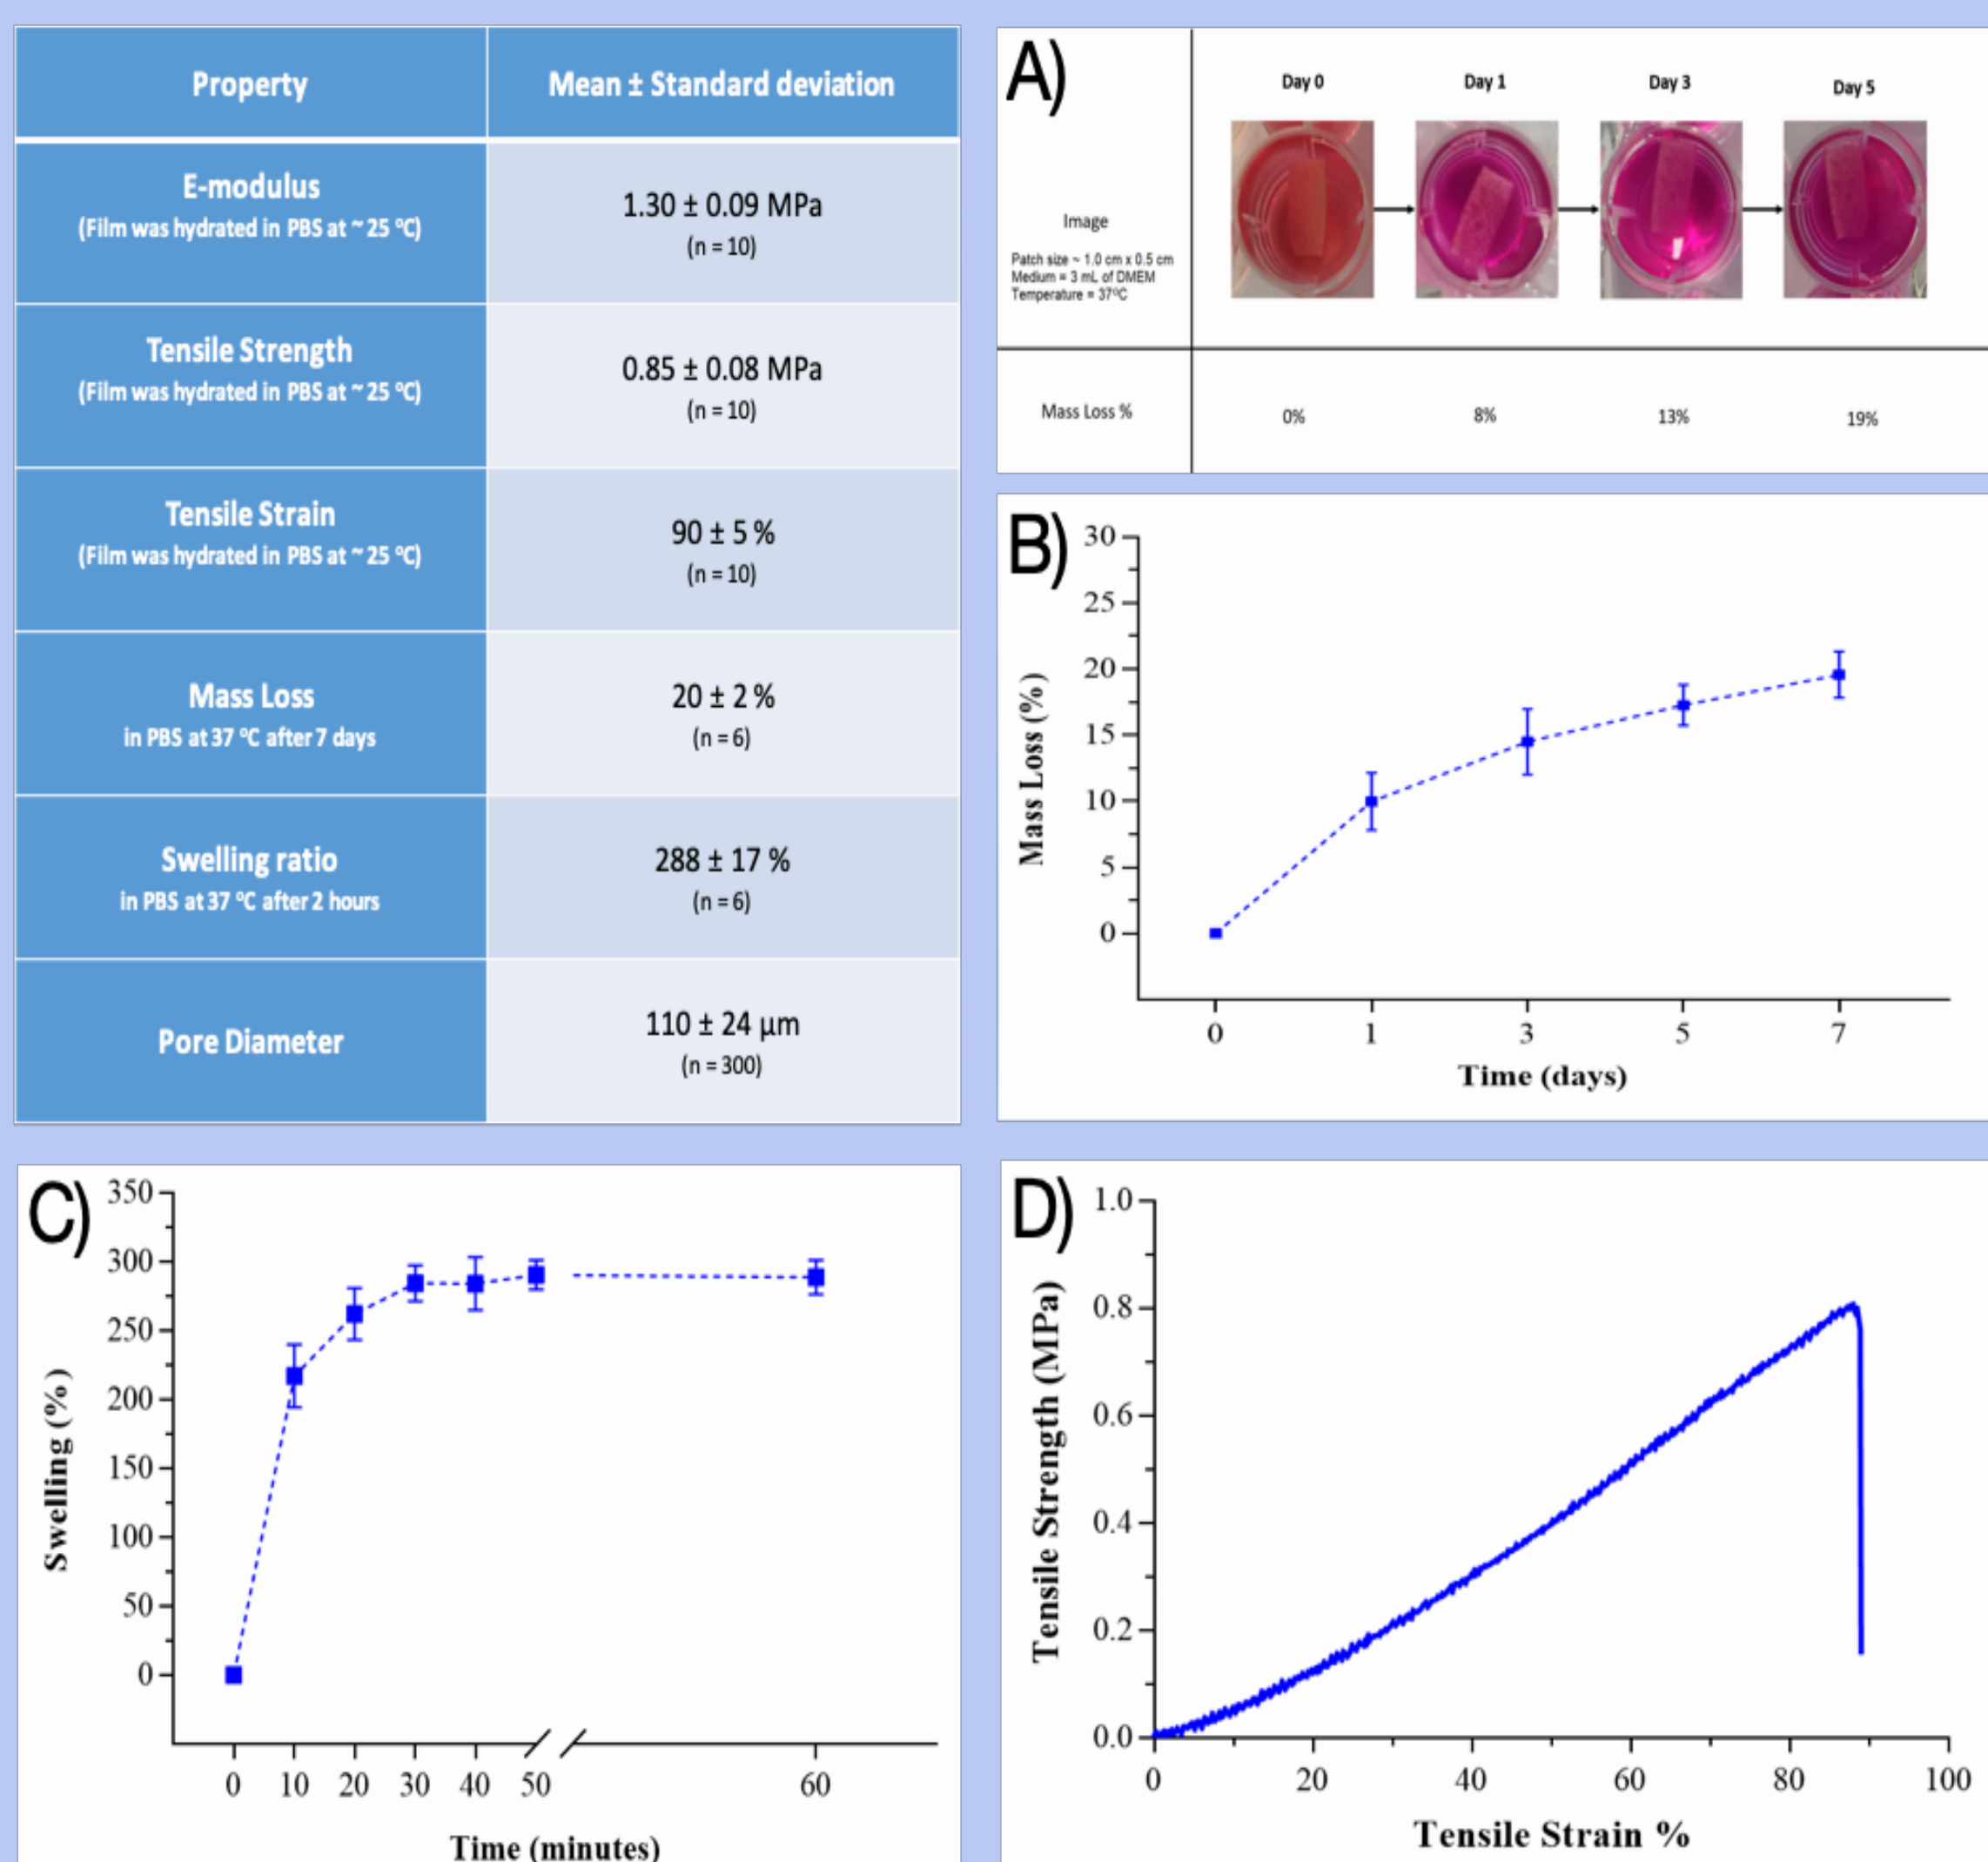 Property
Mean ± Standard deviation
E-modulus
(Film was hydrated in PBS at ~ 25 ºC)
1.30 ± 0.09 MPa
(n = 10)
Tensile Strength
(Film was hydrated in PBS at ~ 25 ºC)
0.85 ± 0.08 MPa
(n = 10)
Tensile Strain
(Film was hydrated in PBS at ~ 25 ºC)
90 ± 5 %
(n = 10)
Mass Loss
in PBS at 37 ºC after 7 days
20 ± 2 %
(n = 6)
Swelling ratio
in PBS at 37 ºC after 2 hours
288 ± 17 %
(n = 6)
Pore Diameter
110 ± 24 µm
(n = 300)
A)
Day 0
Day 1
Day 3
Day 5
Image
Patch size ~ 1.0 cm x 0.5 cm
Medium = 3 mL of DMEM
Temperature = 37ºC
Mass Loss %
0%
8%
13%
19%
B)
30
25
20
15
10
5
0
Mass Loss (%)
0 1 3 5 7
Time (days)
C)
350
300
250
200
150
100
50
0
Swelling (%)
0 10 20 30 40 50 60
Time (minutes)
D)
1.0
0.8
0.6
0.4
0.2
0.0
Tensile Strength (MPa)
0 20 40 60 80 100
Tensile Strain %